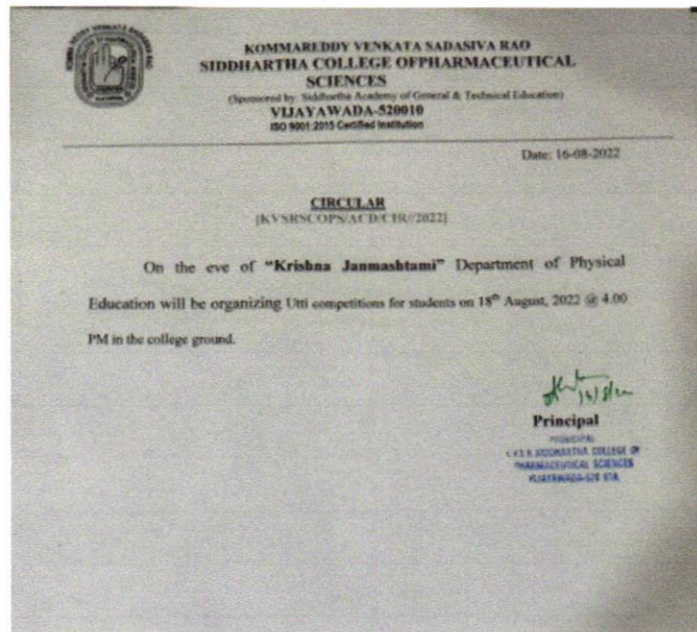 KOMMAREDDY VENKATA SADASIVA RAO
SIDDHARTHA COLLEGE OFPHARMACEUTICAL
SCIENCES
(Sponsored by: Siddhartha Academy of General & Technical Education)
VIJAYAWADA-520010
ISO 9001:2015 Certified Institution
Date: 16-08-2022
CIRCULAR
[KVSRSCOPS/ACD/CIR//2022]
On the eve of “Krishna Janmashtami” Department of Physical
Education will be organizing Utti competitions for students on 18th August, 2022 @ 4.00
PM in the college ground.
Principal
PRINCIPAL
SIDDHARTHA COLLEGE OF
PHARMACEUTICAL SCIENCES
VIJAYAWADA-520 010.